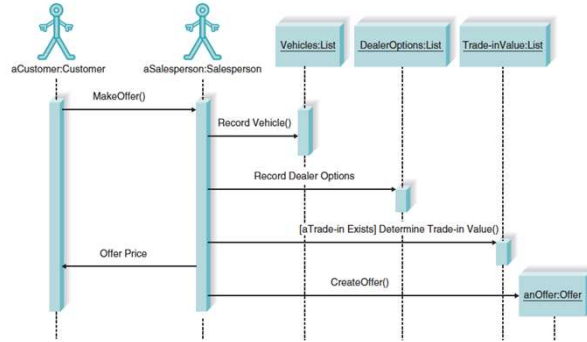 aCustomer:Customer
aSalesperson:Salesperson
Vehicles:List
DealerOptions:List
Trade-inValue:List
MakeOffer()
Record Vehicle()
Record Dealer Options
[aTrade-in Exists] Determine Trade-in Value()
Offer Price
CreateOffer()
anOffer:Offer